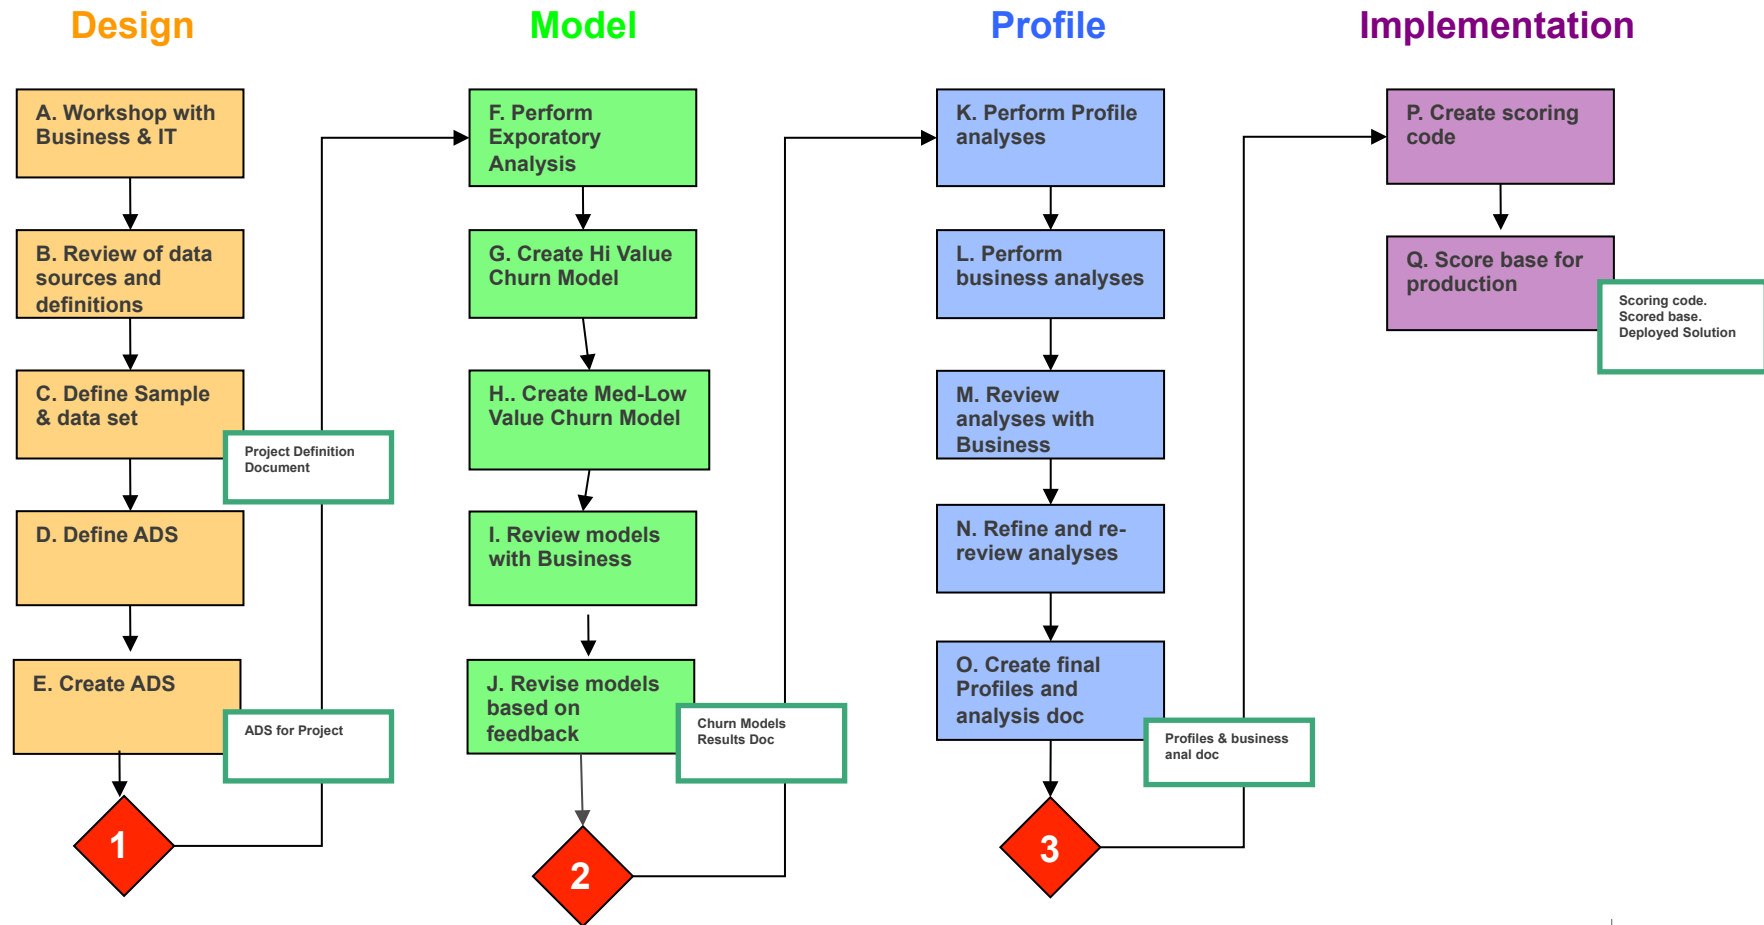 Design
A. Workshop with
Business & IT
B. Review of data
sources and
definitions
C. Define Sample
& data set
Project Definition
Document
D. Define ADS
E. Create ADS
ADS for Project
1
Model
F. Perform
Exporatory
Analysis
G. Create Hi Value
Churn Model
H.. Create Med-Low
Value Churn Model
I. Review models
with Business
J. Revise models
based on
feedback
Churn Models
Results Doc
2
Profile
K. Perform Profile
analyses
L. Perform
business analyses
M. Review
analyses with
Business
N. Refine and re-
review analyses
O. Create final
Profiles and
analysis doc
Profiles & business
anal doc
3
Implementation
P. Create scoring
code
Q. Score base for
production
Scoring code.
Scored base.
Deployed Solution